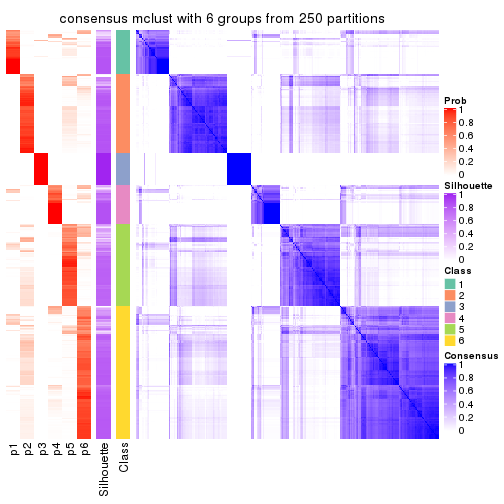 consensus mclust with 6 groups from 250 partitions
Prob
1
0.8
0.6
0.4
0.2
0
Silhouette
1
0.8
0.6
0.4
0.2
0
Class
1
2
3
4
5
6
Consensus
1
0.8
0.6
0.4
0.2
0
p1
p2
p3
p4
p5
p6
Silhouette
Class